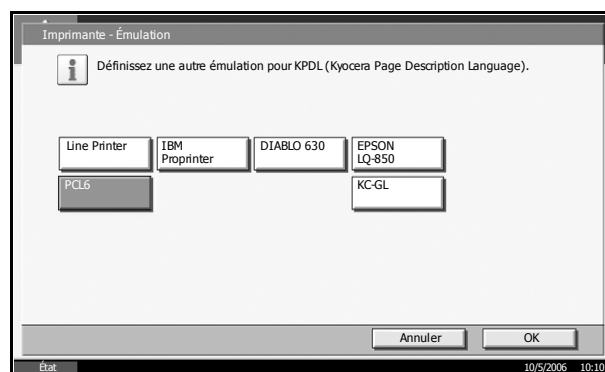 Imprimante - Émulation
Définissez une autre émulation pour KPDL (Kyocera Page Description Language).
Line Printer
IBM
Proprinter
DIABLO 630
EPSON
LQ-850
PCL6
KC-GL
Annuler
OK
État
10/5/2006 10:10